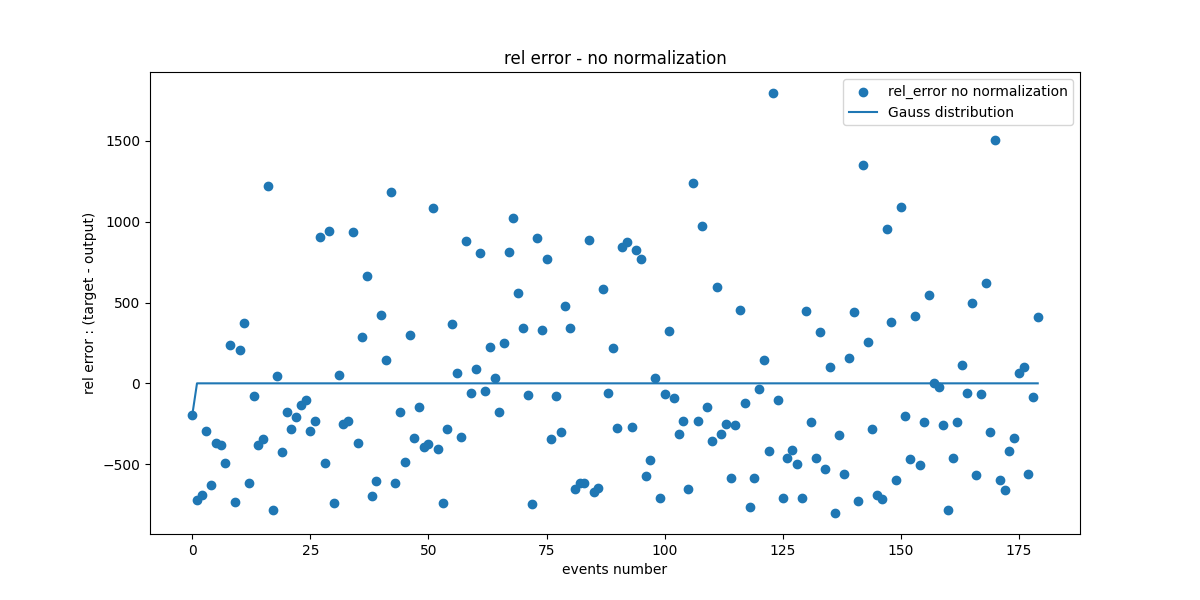 rel error - no normalization
rel_error no normalization
Gauss distribution
rel error : (target - output)
1500
1000
500
0
−500
0 25 50 75 100 125 150 175
events number